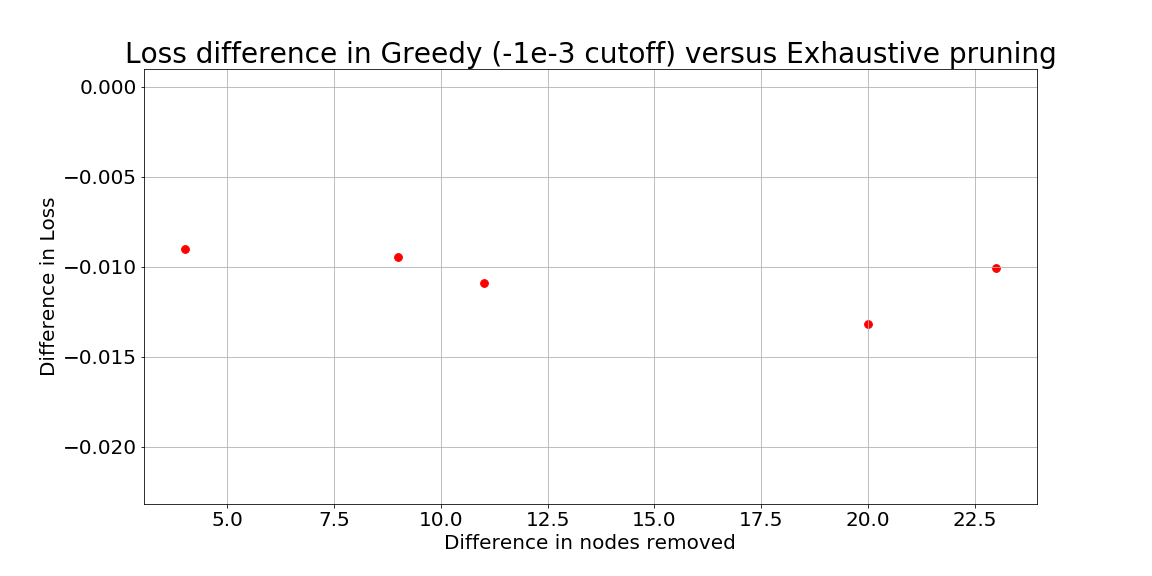 Loss difference in Greedy (-1e-3 cutoff) versus Exhaustive pruning
Difference in Loss
0.000
−0.005
−0.010
−0.015
−0.020
5.0 7.5 10.0 12.5 15.0 17.5 20.0 22.5
Difference in nodes removed